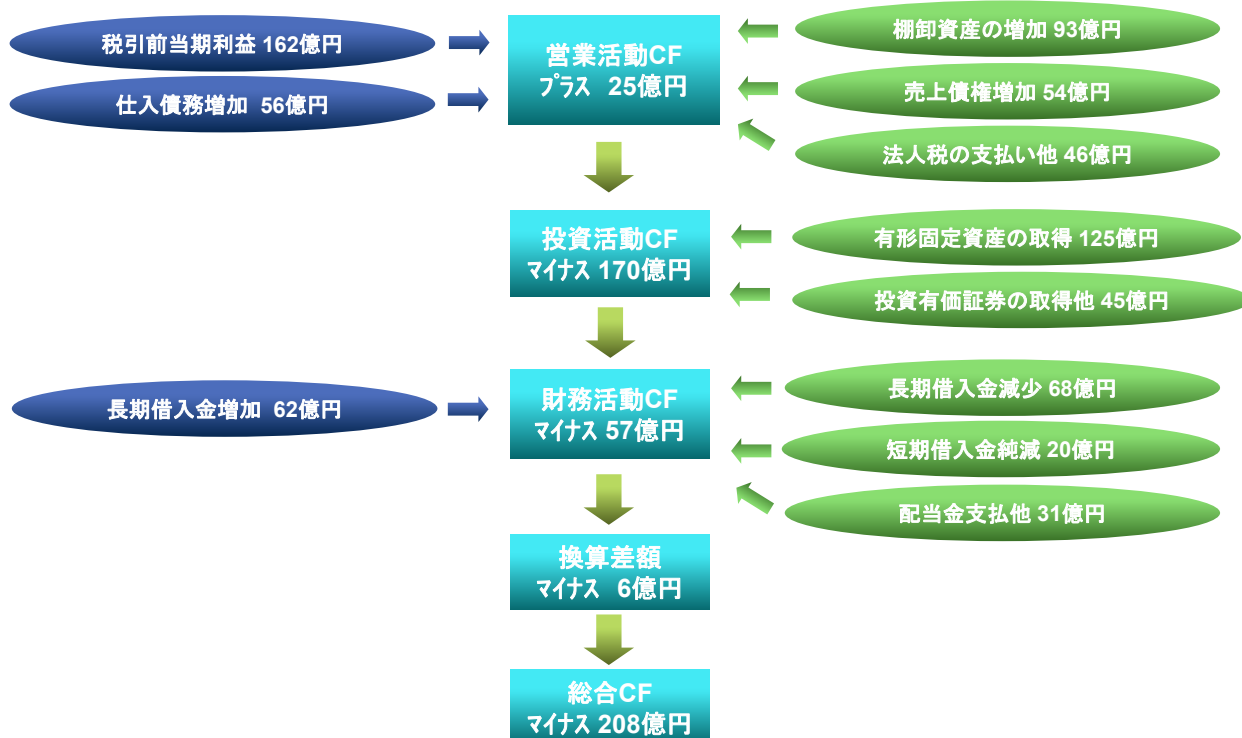 税引前当期利益 162億円
仕入債務増加 56億円
営業活動CF
プラス 25億円
棚卸資産の増加 93億円
売上債権増加 54億円
法人税の支払い他 46億円
投資活動CF
マイナス 170億円
有形固定資産の取得 125億円
投資有価証券の取得他 45億円
長期借入金増加 62億円
財務活動CF
マイナス 57億円
長期借入金減少 68億円
短期借入金純減 20億円
配当金支払他 31億円
換算差額
マイナス 6億円
総合CF
マイナス 208億円